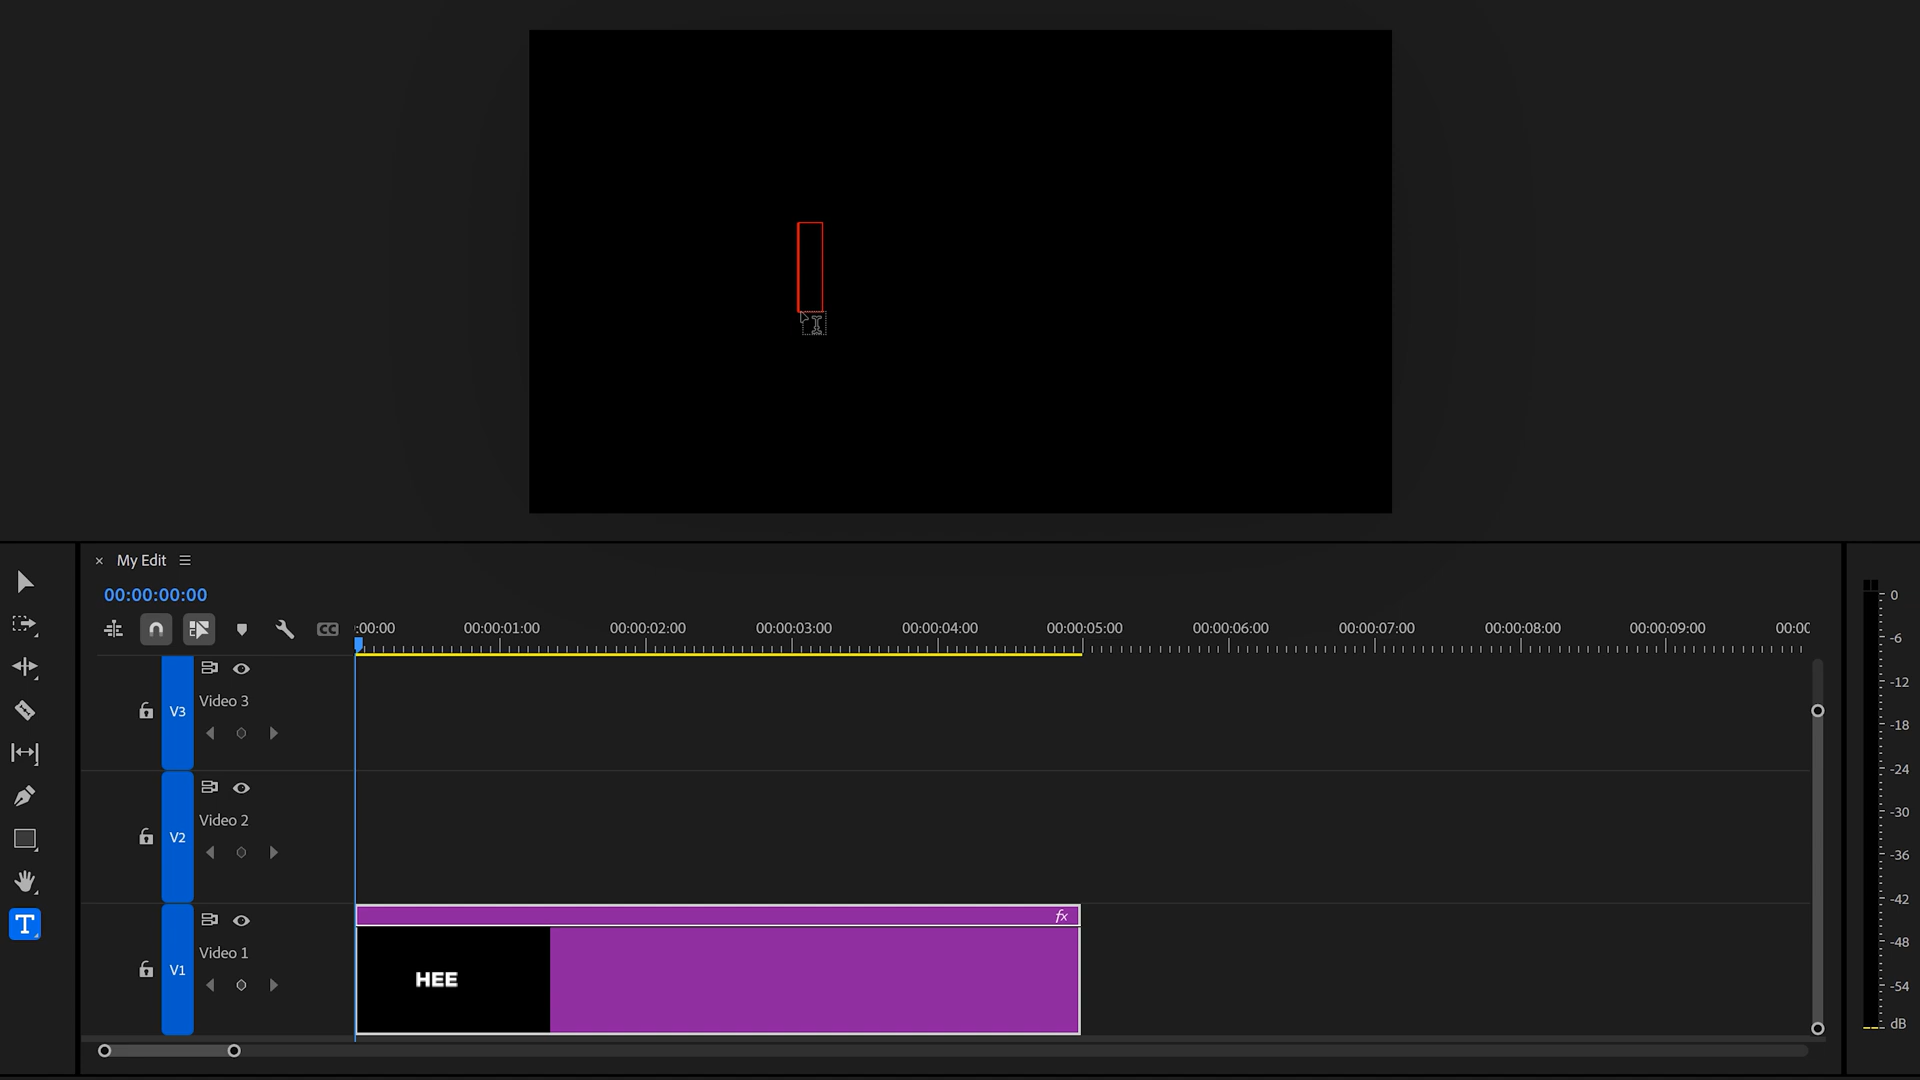 × My Edit
00:00:00:00
CC
:00:00 00:00:01:00 00:00:02:00 00:00:03:00 00:00:04:00 00:00:05:00 00:00:06:00 00:00:07:00 00:00:08:00 00:00:09:00 00:00
V3 Video 3
V2 Video 2
V1 Video 1
fx
HEE
T
0
-6
-12
-18
-24
-30
-36
-42
-48
-54
dB